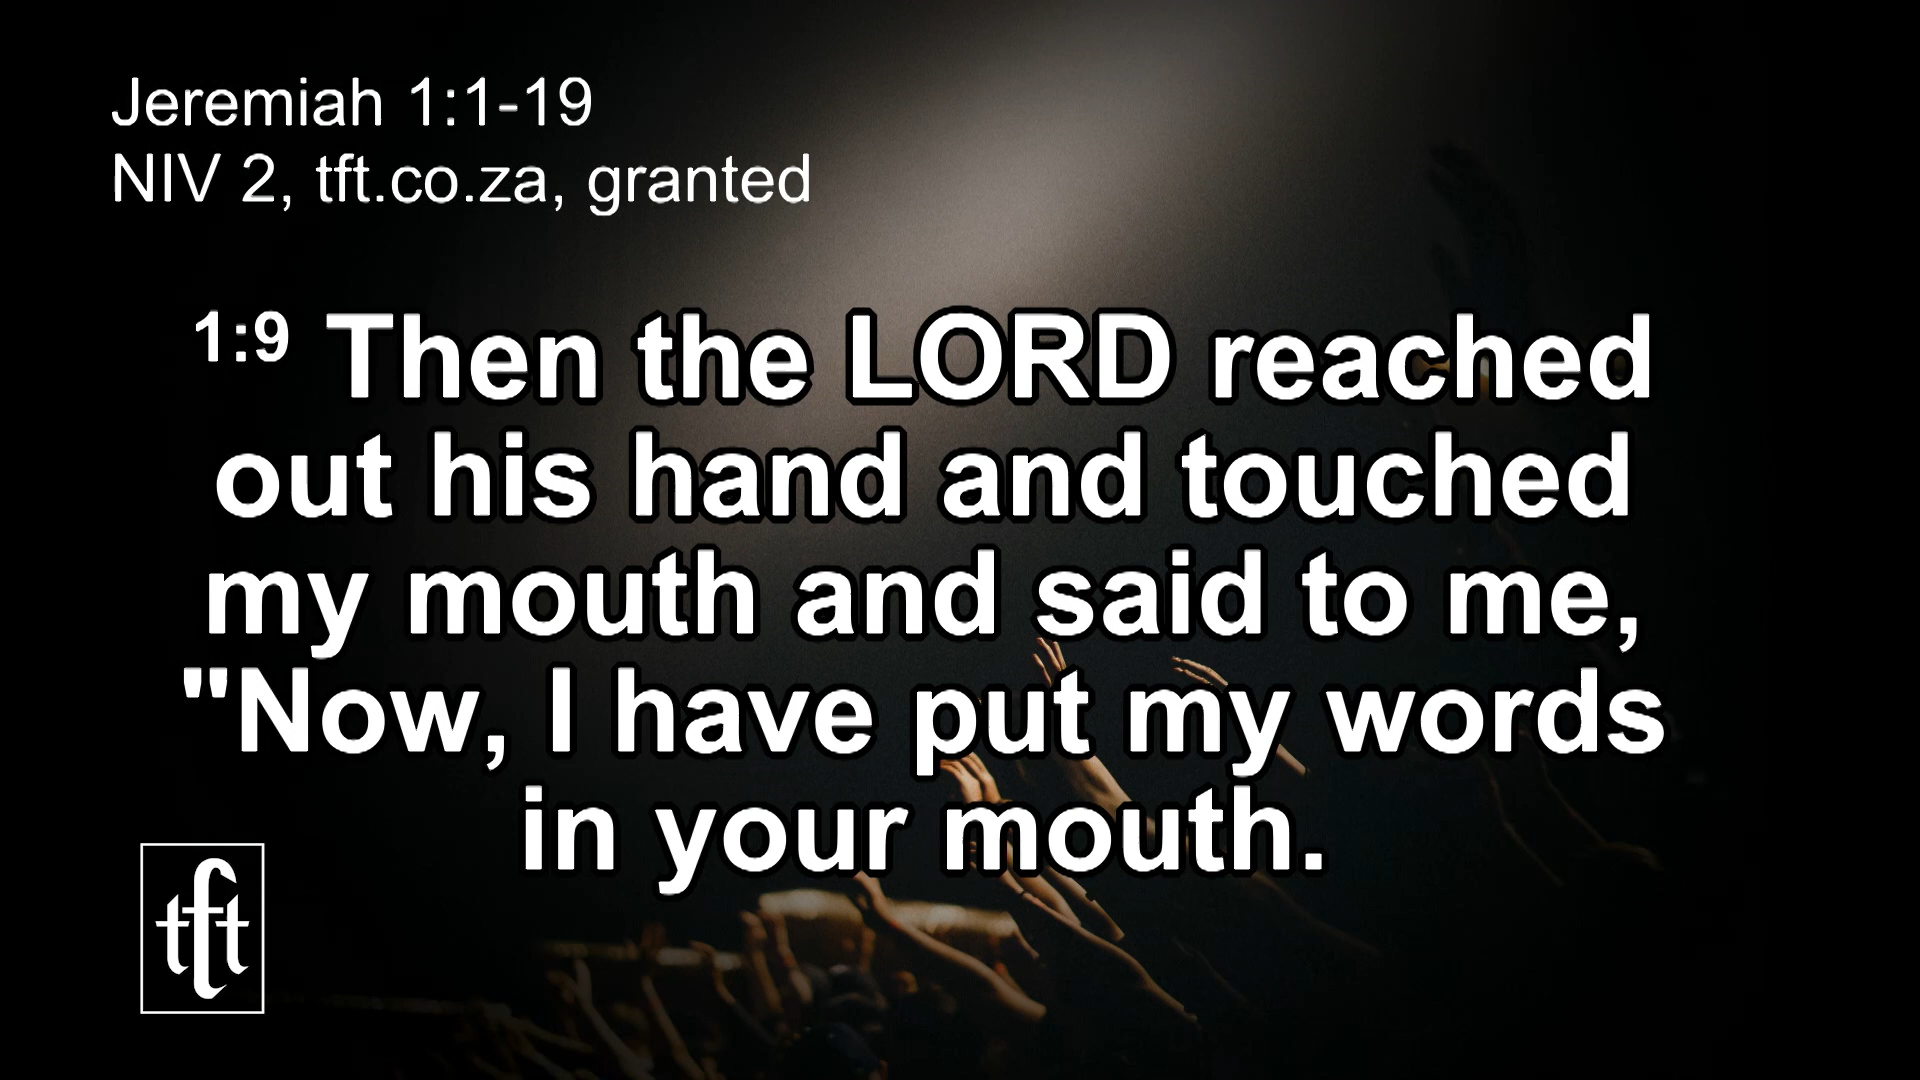 Jeremiah 1:1-19
NIV 2, tft.co.za, granted
1:9 Then the LORD reached
out his hand and touched
my mouth and said to me,
"Now, I have put my words
in your mouth.
tft